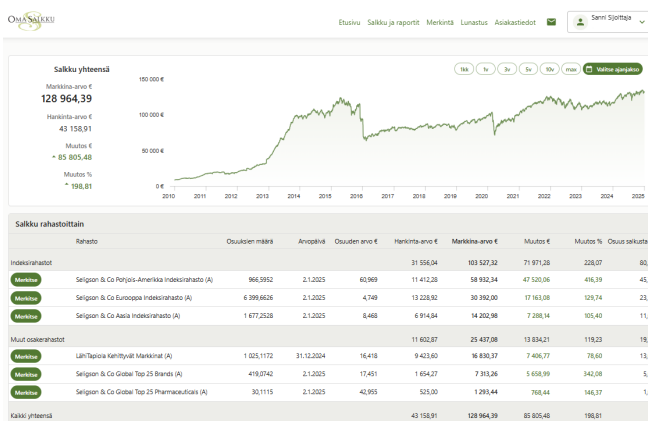 OMA SALKKU
Etusivu Salkku ja raportit Merkintä Lunastus Asiakastiedot Sanni Sijoittaja
Salkku yhteensä
Markkina-arvo €
128 964,39
Hankinta-arvo €
43 158,91
Muutos €
85 805,48
Muutos %
198,81
1kk 1v 3v 5v 10v max Valitse ajanjakso
150 000 €
100 000 €
50 000 €
0 €
2010 2011 2012 2013 2014 2015 2016 2017 2018 2019 2020 2021 2022 2023 2024 2025
Salkku rahastoittain
Rahasto Osuuksien määrä Arvopäivä Osuuden arvo € Hankinta-arvo € Markkina-arvo € Muutos € Muutos % Osuus salkusta
Indeksirahastot 31 556,04 103 527,32 71 971,28 228,07 80,
Merkitse Seligson & Co Pohjois-Amerikka Indeksirahasto (A) 966,5952 2.1.2025 60,969 11 412,28 58 932,34 47 520,06 416,39 45,
Merkitse Seligson & Co Eurooppa Indeksirahasto (A) 6 399,6626 2.1.2025 4,749 13 228,92 30 392,00 17 163,08 129,74 23,
Merkitse Seligson & Co Aasia Indeksirahasto (A) 1 677,2528 2.1.2025 8,468 6 914,84 14 202,98 7 288,14 105,40 11,
Muut osakerahastot 11 602,87 25 437,08 13 834,21 119,23 19,
Merkitse LähiTapiola Kehittyvät Markkinat (A) 1 025,1172 31.12.2024 16,418 9 423,60 16 830,37 7 406,77 78,60 13,
Merkitse Seligson & Co Global Top 25 Brands (A) 419,0742 2.1.2025 17,451 1 654,27 7 313,26 5 658,99 342,08 5,
Merkitse Seligson & Co Global Top 25 Pharmaceuticals (A) 30,1115 2.1.2025 42,955 525,00 1 293,44 768,44 146,37 1,
Kaikki yhteensä 43 158,91 128 964,39 85 805,48 198,81